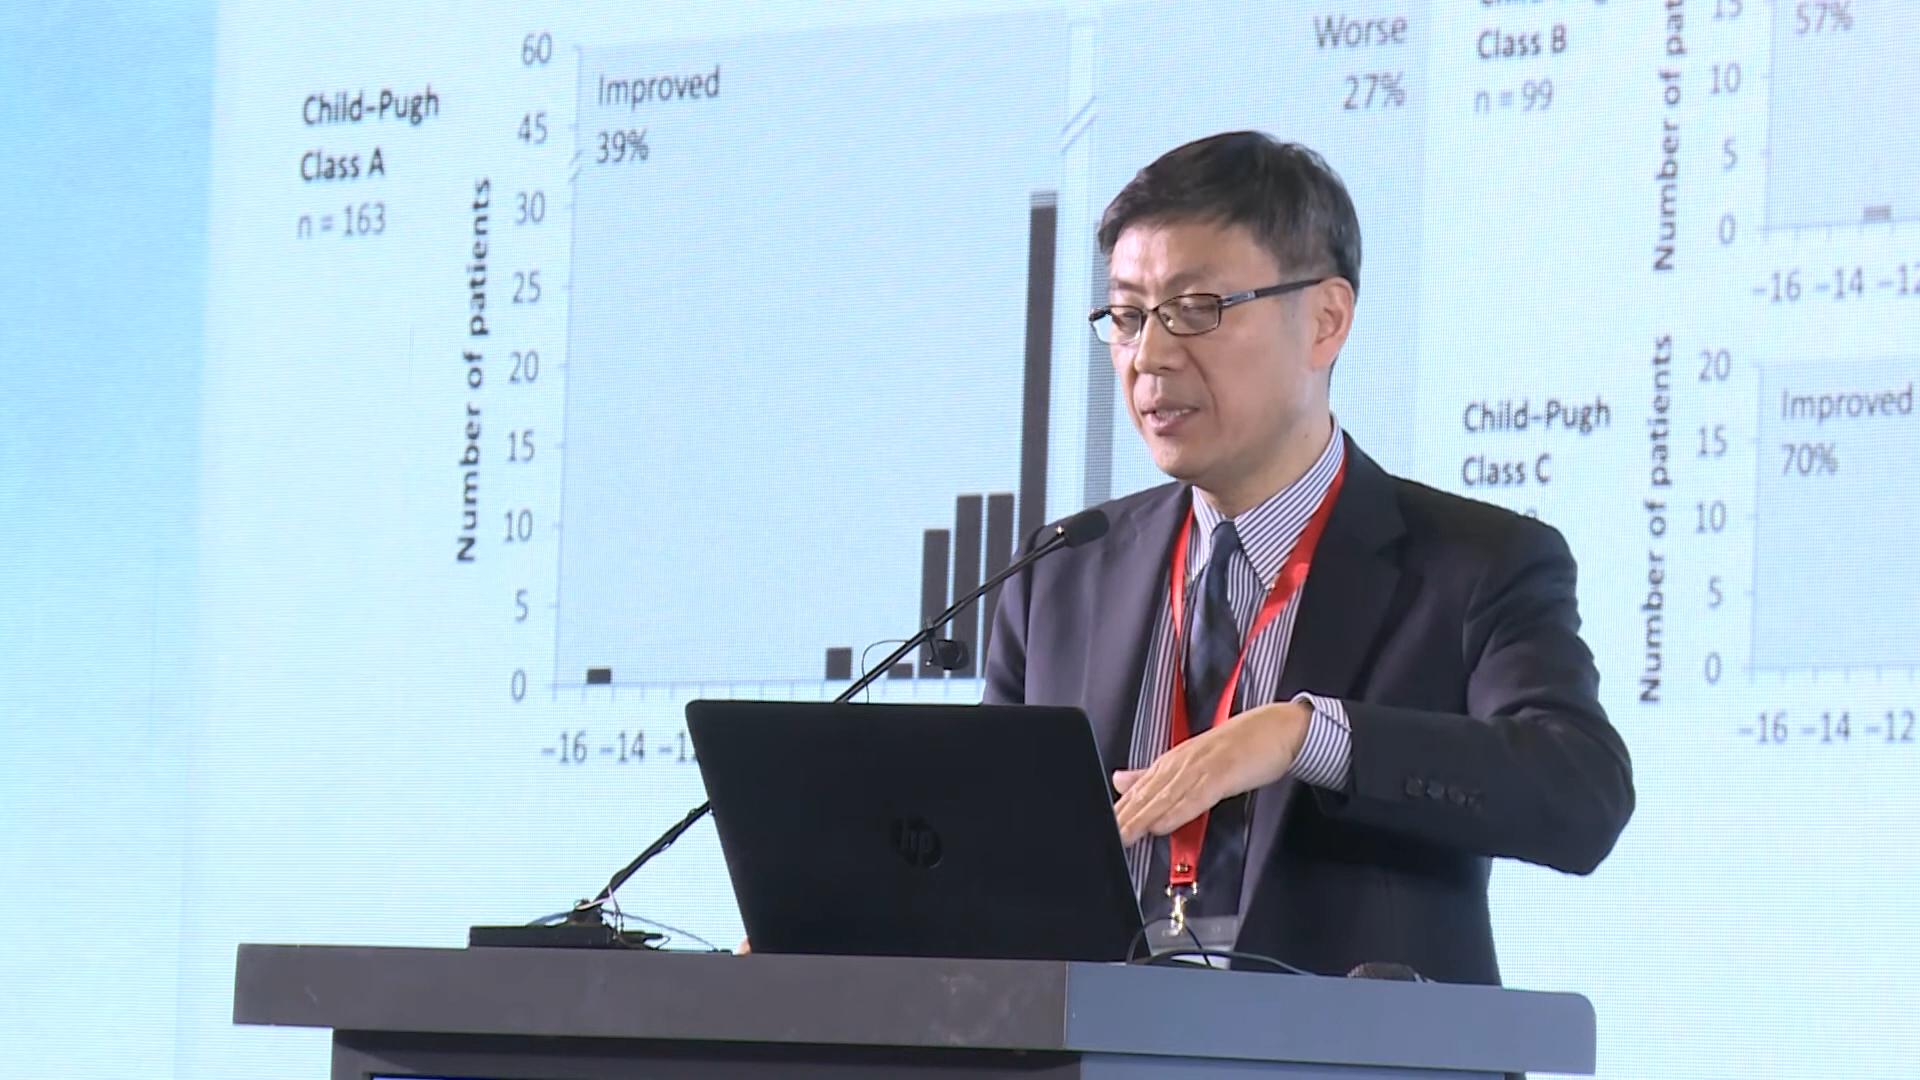 Child–Pugh
Class A
n = 163
Number of patients
60
45
30
25
20
15
10
5
0
Improved
39%
Worse
27%
–16 –14
Class B
n = 99
15
10
5
0
57%
–16 –14 –12
Child–Pugh
Class C
Number of patients
20
15
10
5
0
Improved
70%
–16 –14 –12
hp